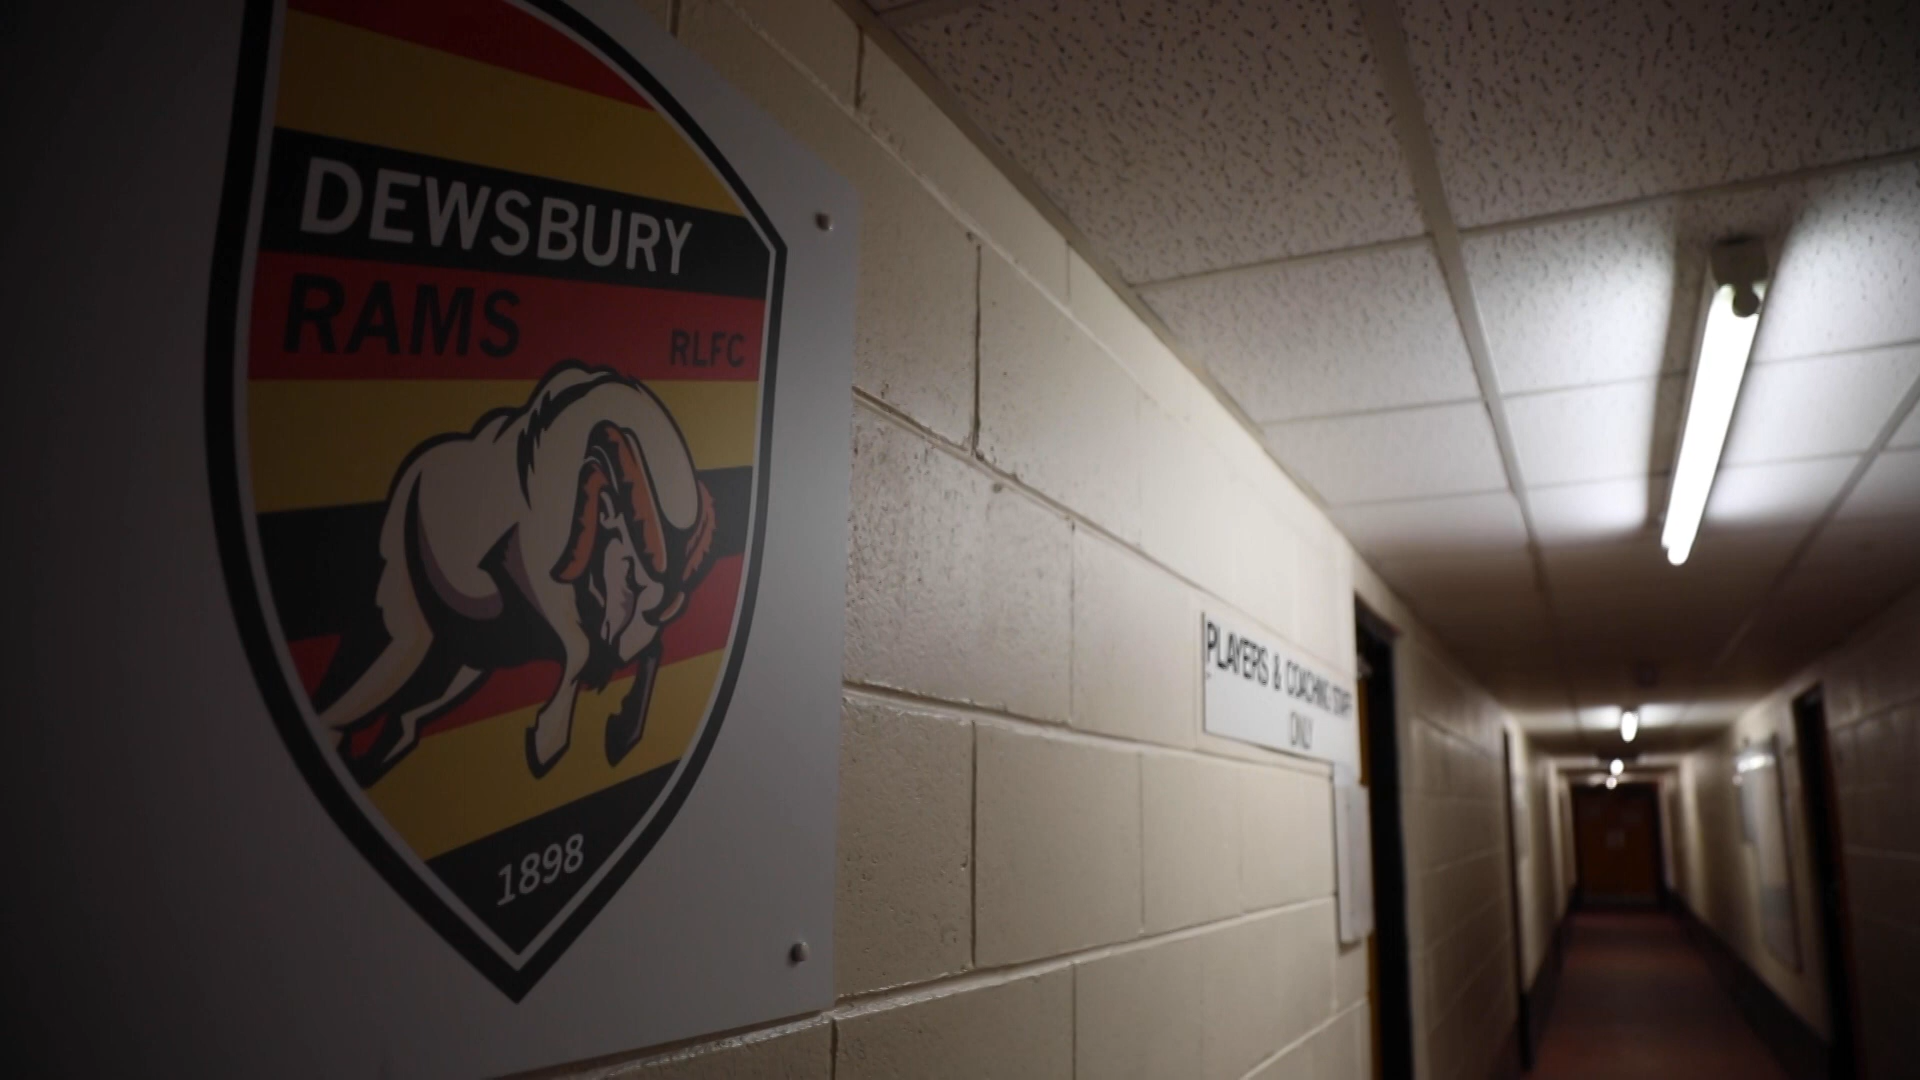 DEWSBURY
RAMS
RLFC
1898
PLAYERS & COACHING STAFF
ONLY